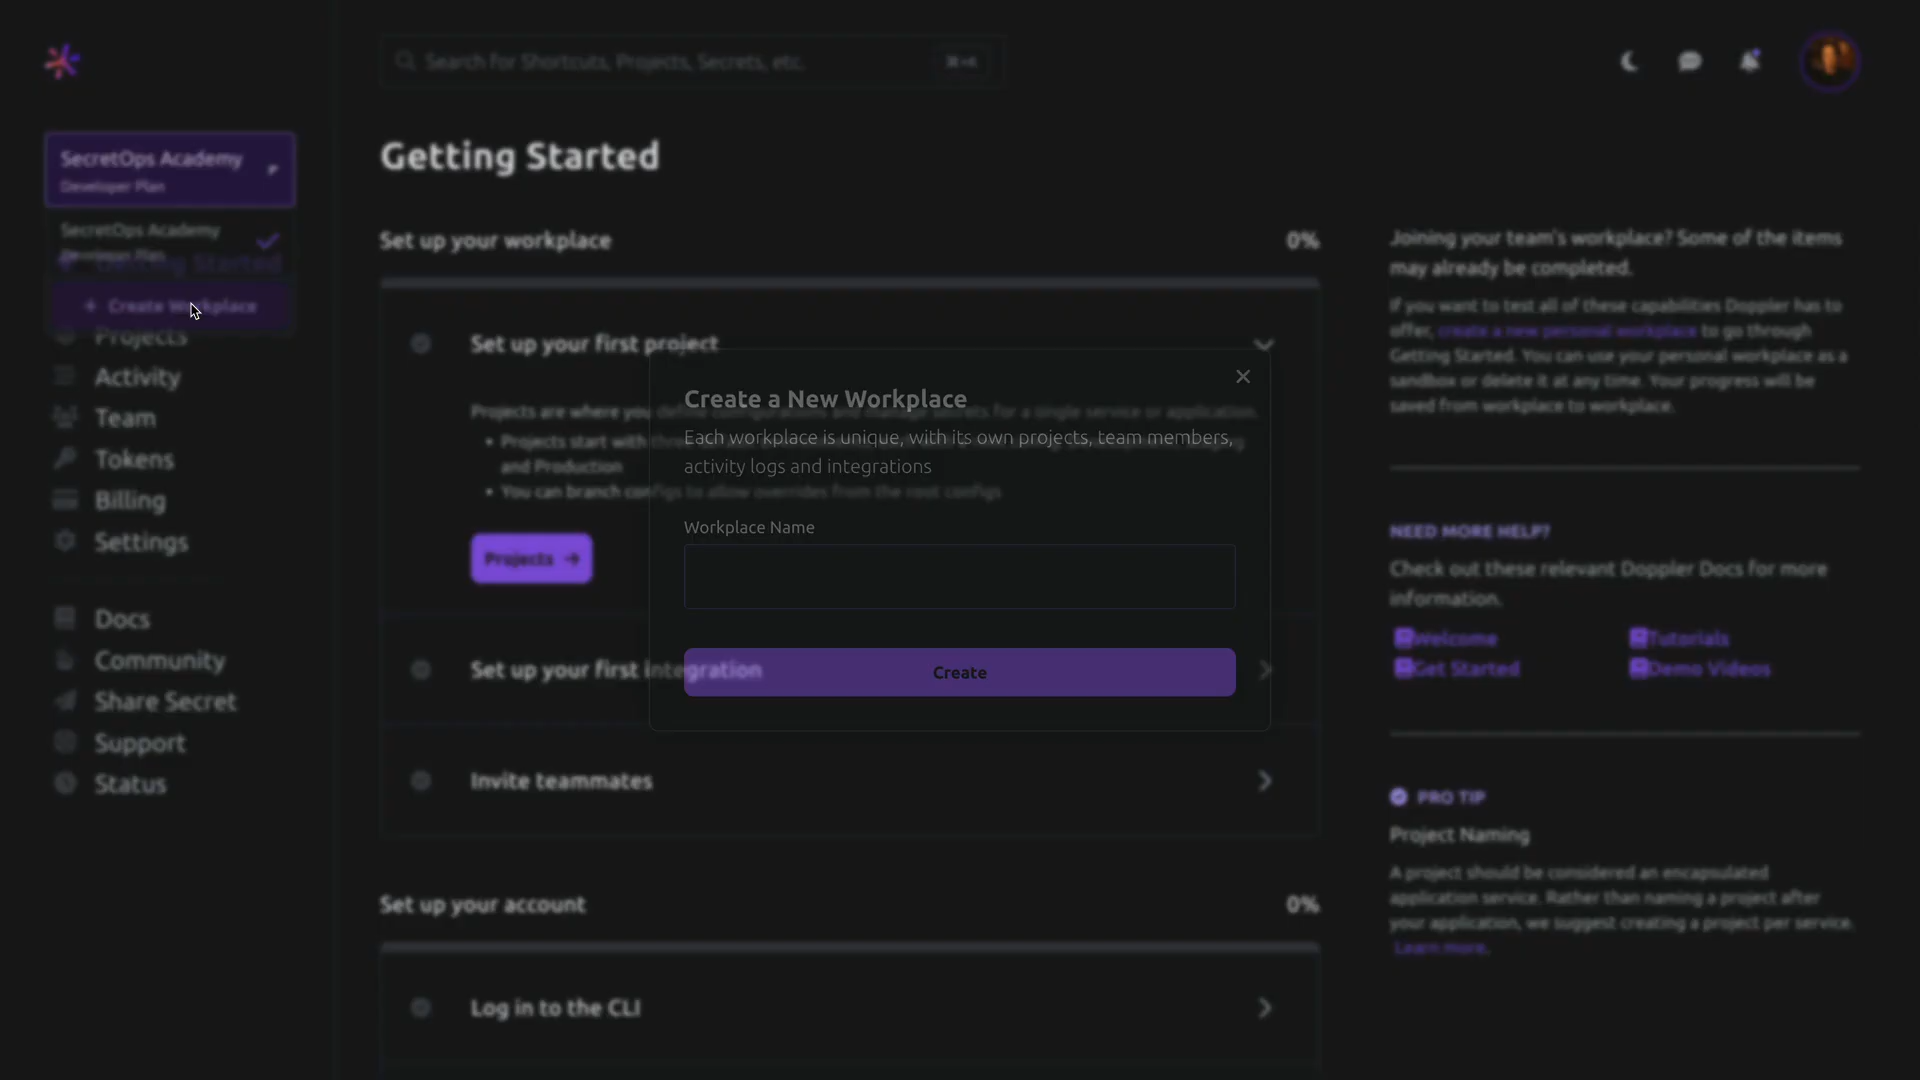 Search for Shortcuts, Projects, Secrets, etc.
⌘+K
SecretOps Academy
Developer Plan
SecretOps Academy
Developer Plan
Getting Started
+ Create Workplace
Projects
Activity
Team
Tokens
Billing
Settings
Docs
Community
Share Secret
Support
Status
Getting Started
Set up your workplace
0%
Set up your first project
Projects are where you define
secrets for a single service or application.
• Projects start with
and Production
• You can branch configs to allow overrides from the root configs
Projects →
Set up your first integration
Invite teammates
Set up your account
0%
Log in to the CLI
Create a New Workplace
Each workplace is unique, with its own projects, team members,
activity logs and integrations
Workplace Name
Create
Joining your team's workplace? Some of the items
may already be completed.
If you want to test all of these capabilities Doppler has to
offer, create a new personal workplace to go through
Getting Started. You can use your personal workplace as a
sandbox or delete it at any time. Your progress will be
saved from workplace to workplace.
NEED MORE HELP?
Check out these relevant Doppler Docs for more
information.
Welcome
Tutorials
Get Started
Demo Videos
PRO TIP
Project Naming
A project should be considered an encapsulated
application service. Rather than naming a project after
your application, we suggest creating a project per service.
Learn more.